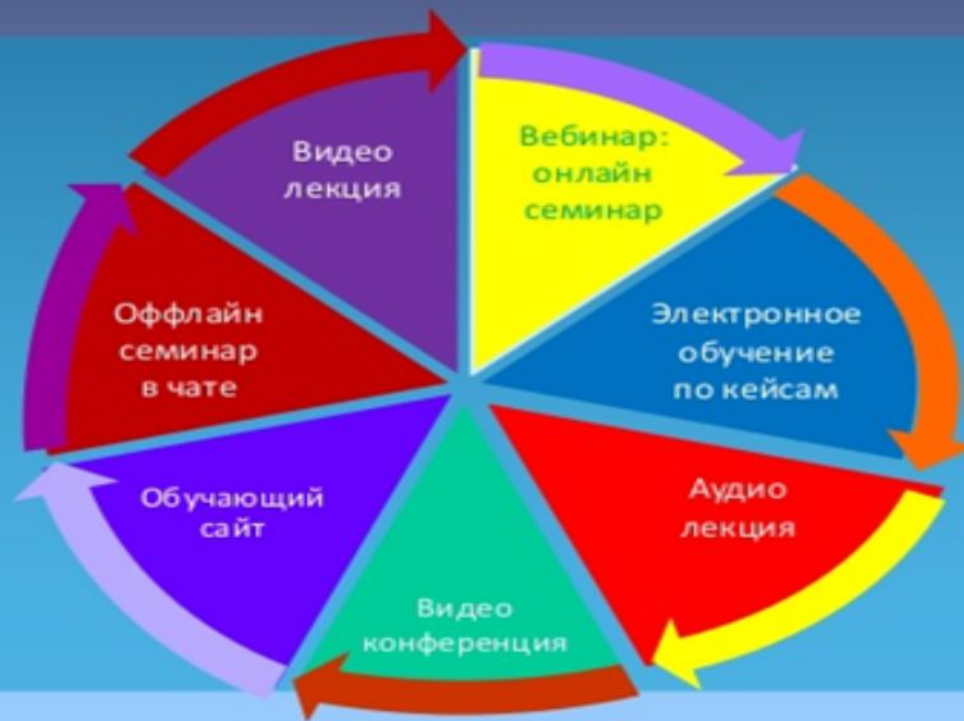 Видео
лекция
Вебинар:
онлайн
семинар
Электронное
обучение
по кейсам
Аудио
лекция
Видео
конференция
Обучающий
сайт
Оффлайн
семинар
в чате